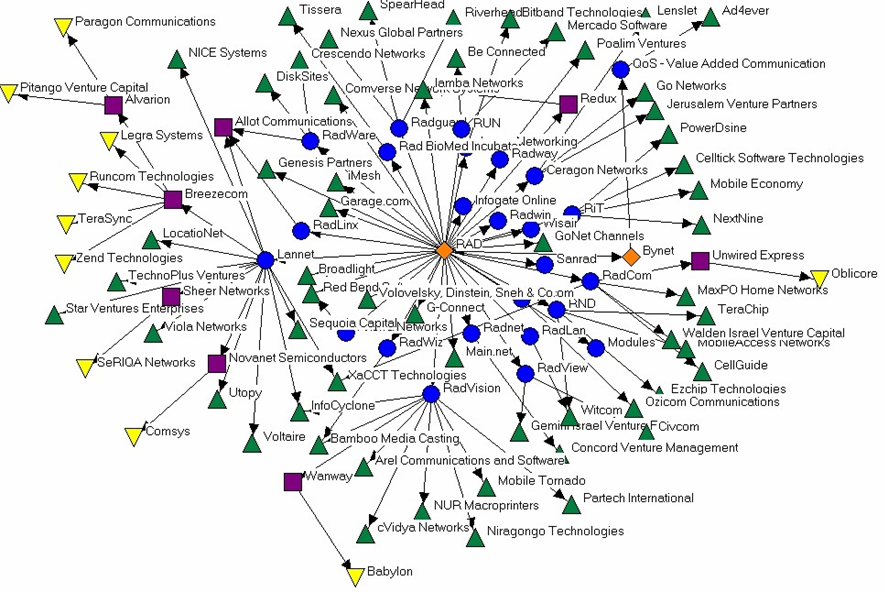 Tissera
SpearHead
Riverhead
Bitband Technologies
Lenslet
Ad4ever
Paragon Communications
Nexus Global Partners
Mercado Software
NICE Systems
Crescendo Networks
Be Connected
Poalim Ventures
QoS - Value Added Communication
DiskSites
Jamba Networks
Go Networks
Pitango Venture Capital
Alvarion
Redux
Jerusalem Venture Partners
Allot Communications
Radguard
KRUN
PowerDsine
Legra Systems
RadWare
Rad BioMed Incubator
Networking
Radway
Celltick Software Technologies
Genesis Partners
iMesh
Ceragon Networks
Mobile Economy
Runcom Technologies
Breezecom
Garage.com
Infogate Online
RiT
TeraSync
RadLinx
Radwin
Wisair
NextNine
LocatioNet
GoNet Channels
RAD
Bynet
Zend Technologies
Lannet
Sanrad
Unwired Express
TechnoPlus Ventures
Broadlight
RadCom
Oblicore
Sheer Networks
Red Bend
Volovelsky, Dinstein, Sneh & Co.
MaxPO Home Networks
Star Ventures Enterprises
G-Connect
RND
TeraChip
Viola Networks
Sequoia Capital
Networks
Radnet
RadLan
Walden Israel Venture Capital
MobileAccess Networks
RadWiz
Modules
SeRIQA Networks
Novanet Semiconductors
Main.net
CellGuide
XaCCT Technologies
RadView
Utopy
RadVision
Ezchip Technologies
InfoCyclone
Witcom
Ozicom Communications
Comsys
Voltaire
Bamboo Media Casting
Gemini Israel Venture F
Civcom
Concord Venture Management
Arel Communications and Software
Wanway
Mobile Tornado
NUR Macroprinters
Partech International
cVidya Networks
Niragongo Technologies
Babylon